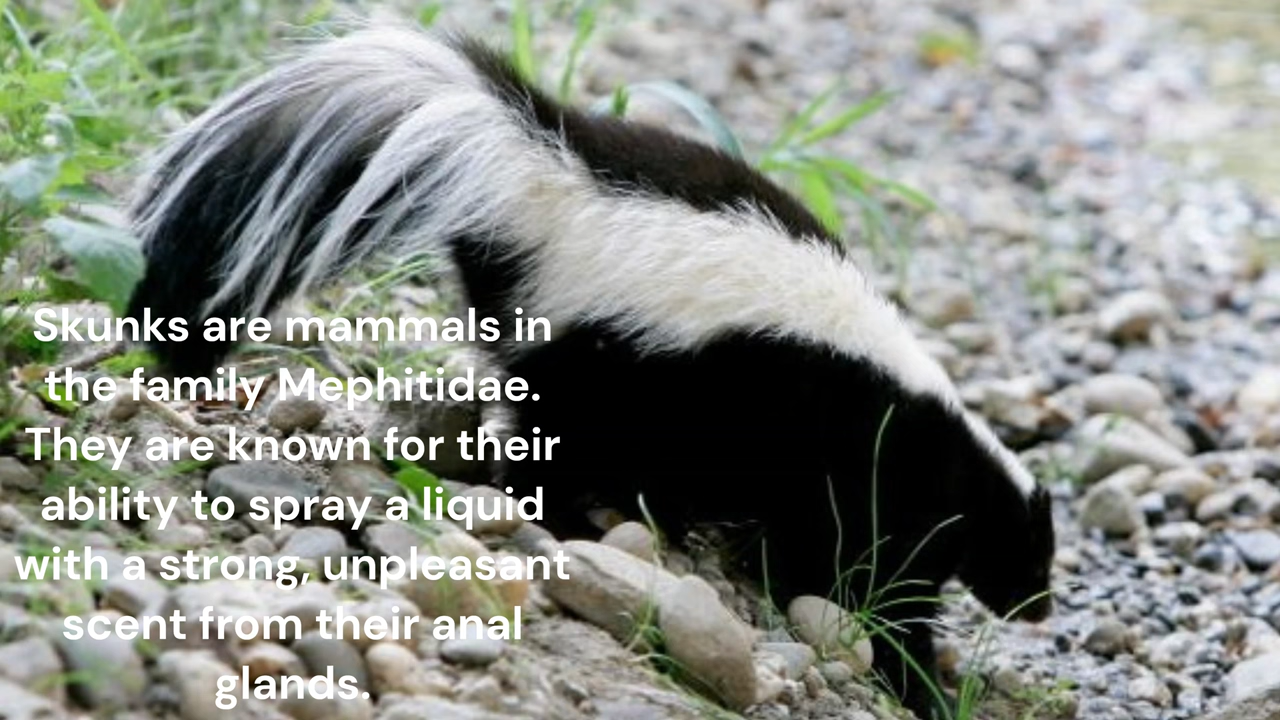 Skunks are mammals in
the family Mephitidae.
They are known for their
ability to spray a liquid
with a strong, unpleasant
scent from their anal
glands.